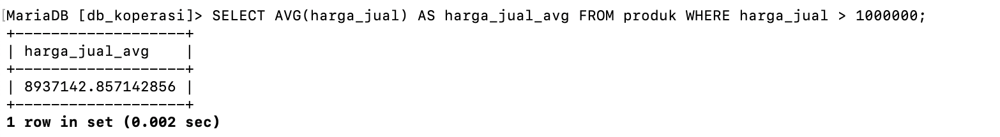 [MariaDB [db_koperasi]> SELECT AVG(harga_jual) AS harga_jual_avg FROM produk WHERE harga_jual > 1000000;
+-------------------+
| harga_jual_avg    |
+-------------------+
| 8937142.857142856 |
+-------------------+
1 row in set (0.002 sec)